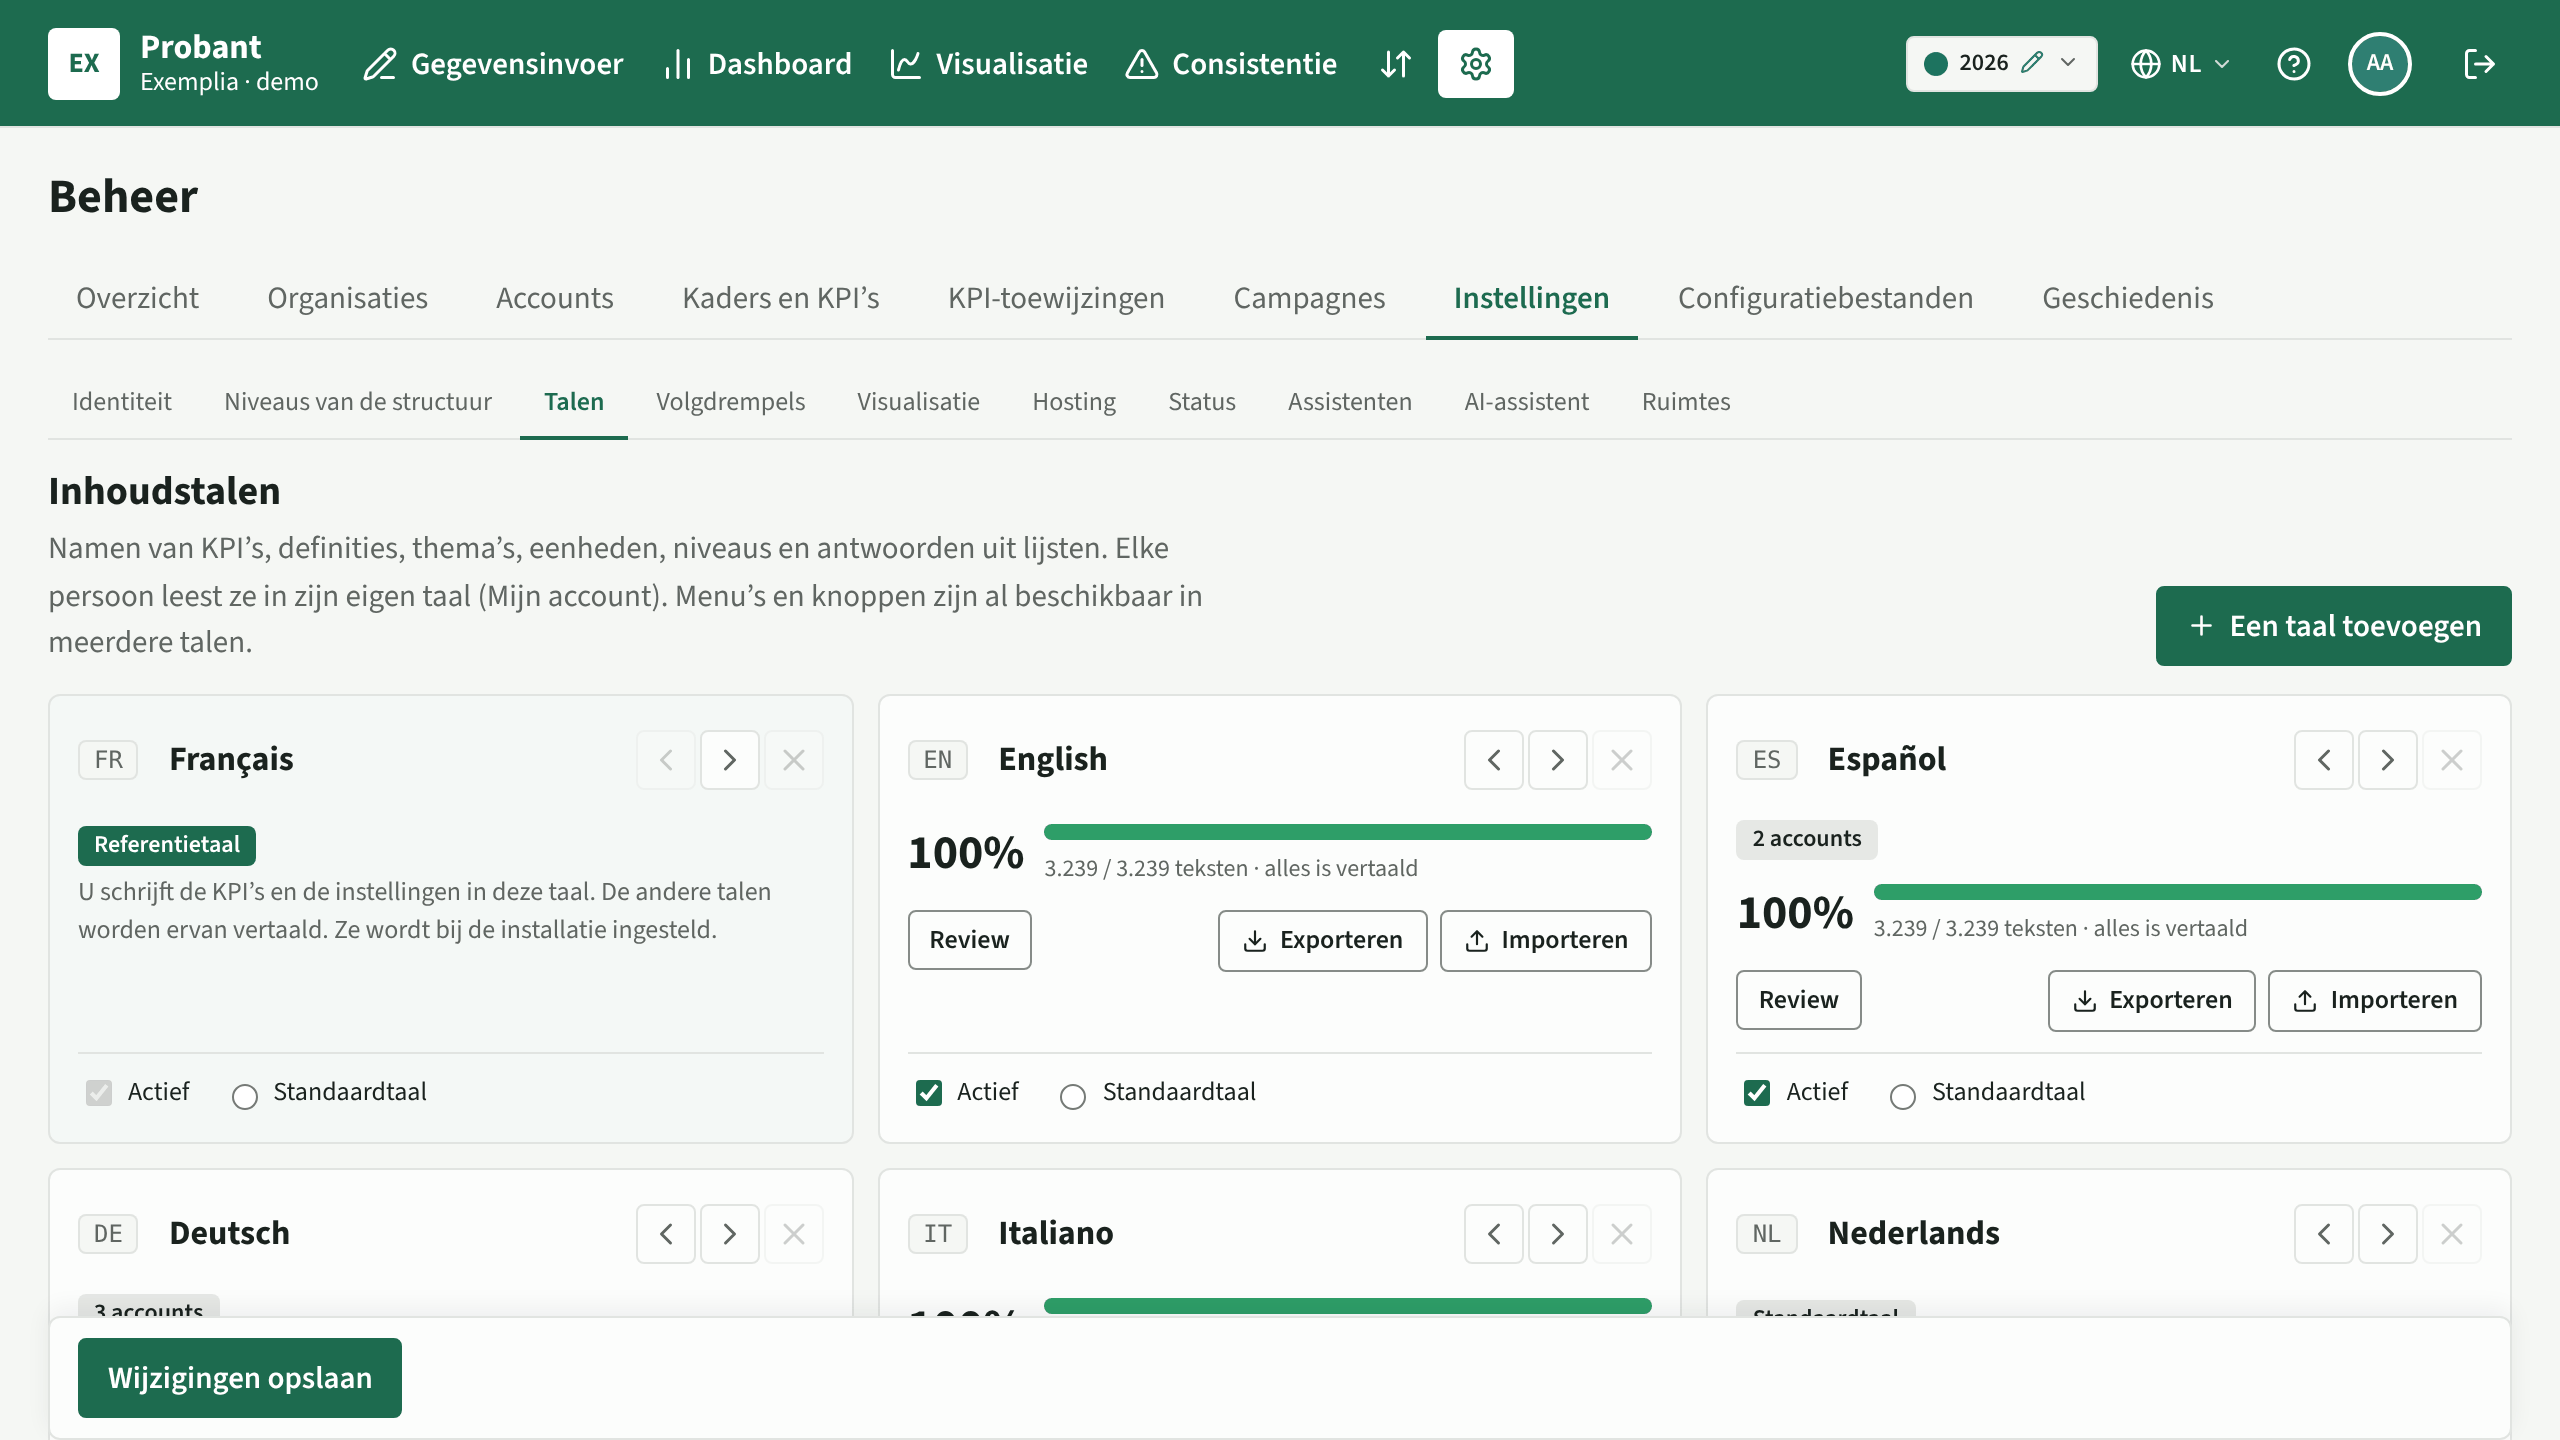 EX
Probant
Exemplia · demo
Gegevensinvoer
Dashboard
Visualisatie
Consistentie
2026
NL
AA
Beheer
Overzicht
Organisaties
Accounts
Kaders en KPI’s
KPI-toewijzingen
Campagnes
Instellingen
Configuratiebestanden
Geschiedenis
Identiteit
Niveaus van de structuur
Talen
Volgdrempels
Visualisatie
Hosting
Status
Assistenten
AI-assistent
Ruimtes
Inhoudstalen
Namen van KPI’s, definities, thema’s, eenheden, niveaus en antwoorden uit lijsten. Elke
persoon leest ze in zijn eigen taal (Mijn account). Menu’s en knoppen zijn al beschikbaar in
meerdere talen.
Een taal toevoegen
FR
Français
Referentietaal
U schrijft de KPI’s en de instellingen in deze taal. De andere talen
worden ervan vertaald. Ze wordt bij de installatie ingesteld.
Actief
Standaardtaal
EN
English
100%
3.239 / 3.239 teksten · alles is vertaald
Review
Exporteren
Importeren
Actief
Standaardtaal
ES
Español
2 accounts
100%
3.239 / 3.239 teksten · alles is vertaald
Review
Exporteren
Importeren
Actief
Standaardtaal
DE
Deutsch
3 accounts
IT
Italiano
100%
NL
Nederlands
Standaardtaal
Wijzigingen opslaan